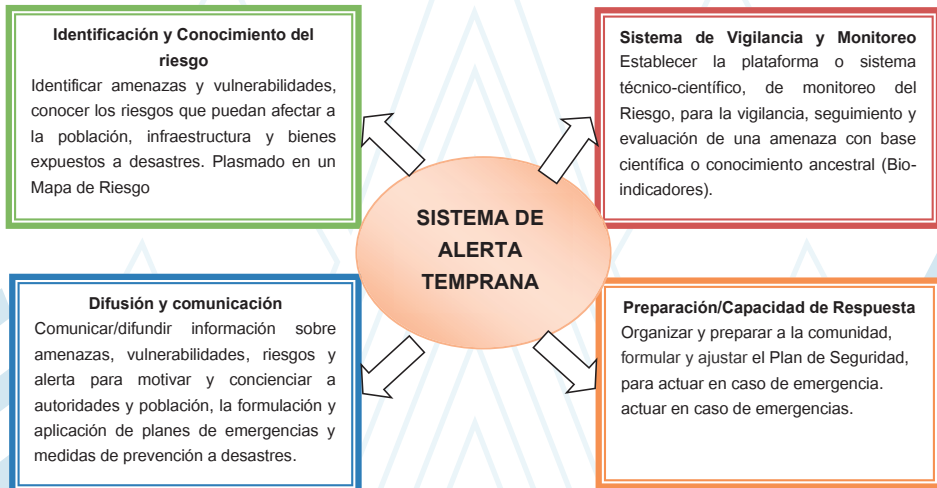 Identificación y Conocimiento del
riesgo
Identificar amenazas y vulnerabilidades,
conocer los riesgos que puedan afectar a
la población, infraestructura y bienes
expuestos a desastres. Plasmado en un
Mapa de Riesgo
Sistema de Vigilancia y Monitoreo
Establecer la plataforma o sistema
técnico-científico, de monitoreo del
Riesgo, para la vigilancia, seguimiento y
evaluación de una amenaza con base
científica o conocimiento ancestral (Bio-
indicadores).
SISTEMA DE
ALERTA
TEMPRANA
Difusión y comunicación
Comunicar/difundir información sobre
amenazas, vulnerabilidades, riesgos y
alerta para motivar y concienciar a
autoridades y población, la formulación y
aplicación de planes de emergencias y
medidas de prevención a desastres.
Preparación/Capacidad de Respuesta
Organizar y preparar a la comunidad,
formular y ajustar el Plan de Seguridad,
para actuar en caso de emergencia.
actuar en caso de emergencias.